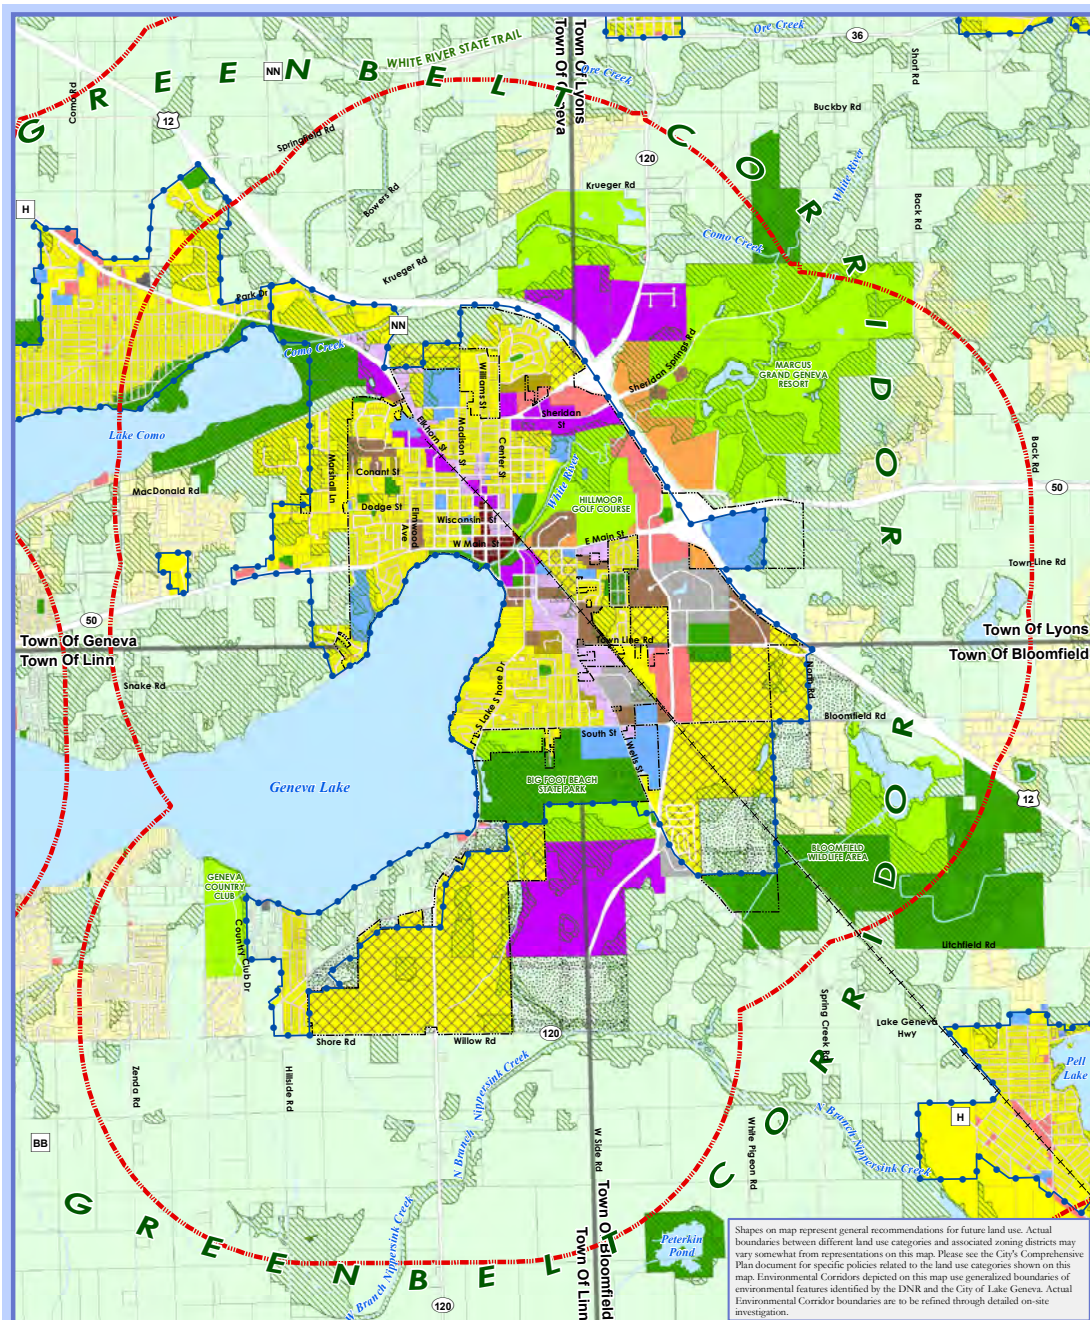 Ore Creek
36
WHITE RIVER STATE TRAIL
Town Of Lyons
Town Of Geneva
Ore Creek
Short Rd
NN
Como Rd
GREENBELT CORRIDOR
12
Springfield Rd
Buckby Rd
120
Krueger Rd
White River
Bowers Rd
Back Rd
H
Como Creek
Krueger Rd
Park Dr
NN
Como Creek
Sheridan Springs Rd
MARCUS
GRAND GENEVA
RESORT
Williams St
Sheridan
St
Elkhorn St
Madison St
Center St
Lake Como
Back Rd
Marshall Ln
Conant St
White River
MacDonald Rd
50
Dodge St
HILLMOOR
GOLF COURSE
Elmwood
Ave
Wisconsin St
W Main St
E Main St
Town Line Rd
50
Town Of Geneva
Town Of Linn
Town Line Rd
Town Of Lyons
Town Of Bloomfield
Snake Rd
S Lake Shore Dr
Bloomfield Rd
South St
Wells St
Geneva Lake
BIG FOOT BEACH
STATE PARK
12
BLOOMFIELD
WILDLIFE AREA
GENEVA
COUNTRY
CLUB
Country Club Dr
Litchfield Rd
Spring Creek Rd
Lake Geneva
Hwy
120
Shore Rd
Willow Rd
Pell
Lake
Zenda Rd
Hillside Rd
N Branch Nippersink Creek
H
N Branch Nippersink Creek
White Pigeon Rd
BB
W Side Rd
GREENBELT CORRIDOR
Town Of Bloomfield
Town Of Linn
W Branch Nippersink Creek
Peterkin
Pond
120
Shapes on map represent general recommendations for future land use. Actual
boundaries between different land use categories and associated zoning districts may
vary somewhat from representations on this map. Please see the City's Comprehensive
Plan document for specific policies related to the land use categories shown on this
map. Environmental Corridors depicted on this map use generalized boundaries of
environmental features identified by the DNR and the City of Lake Geneva. Actual
Environmental Corridor boundaries are to be refined through detailed on-site
investigation.